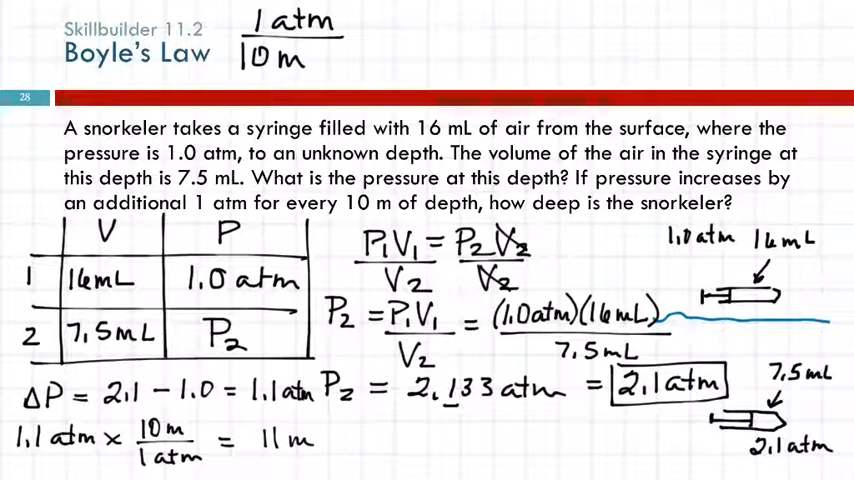 Skillbuilder 11.2
Boyle's Law
1 atm
10 m
28
A snorkeler takes a syringe filled with 16 mL of air from the surface, where the
pressure is 1.0 atm, to an unknown depth. The volume of the air in the syringe at
this depth is 7.5 mL. What is the pressure at this depth? If pressure increases by
an additional 1 atm for every 10 m of depth, how deep is the snorkeler?
V P
1 16mL 1.0 atm
2 7.5mL P₂
P₁V₁ = P₂V₂
V₂ V₂
P₂ = P₁V₁ = (1.0atm)(16mL)
V₂ 7.5mL
P₂ = 2.133 atm = 2.1 atm
ΔP = 2.1 - 1.0 = 1.1 atm
1.1 atm × 10 m = 11 m
1 atm
1.0 atm 16mL
7.5mL
2.1 atm